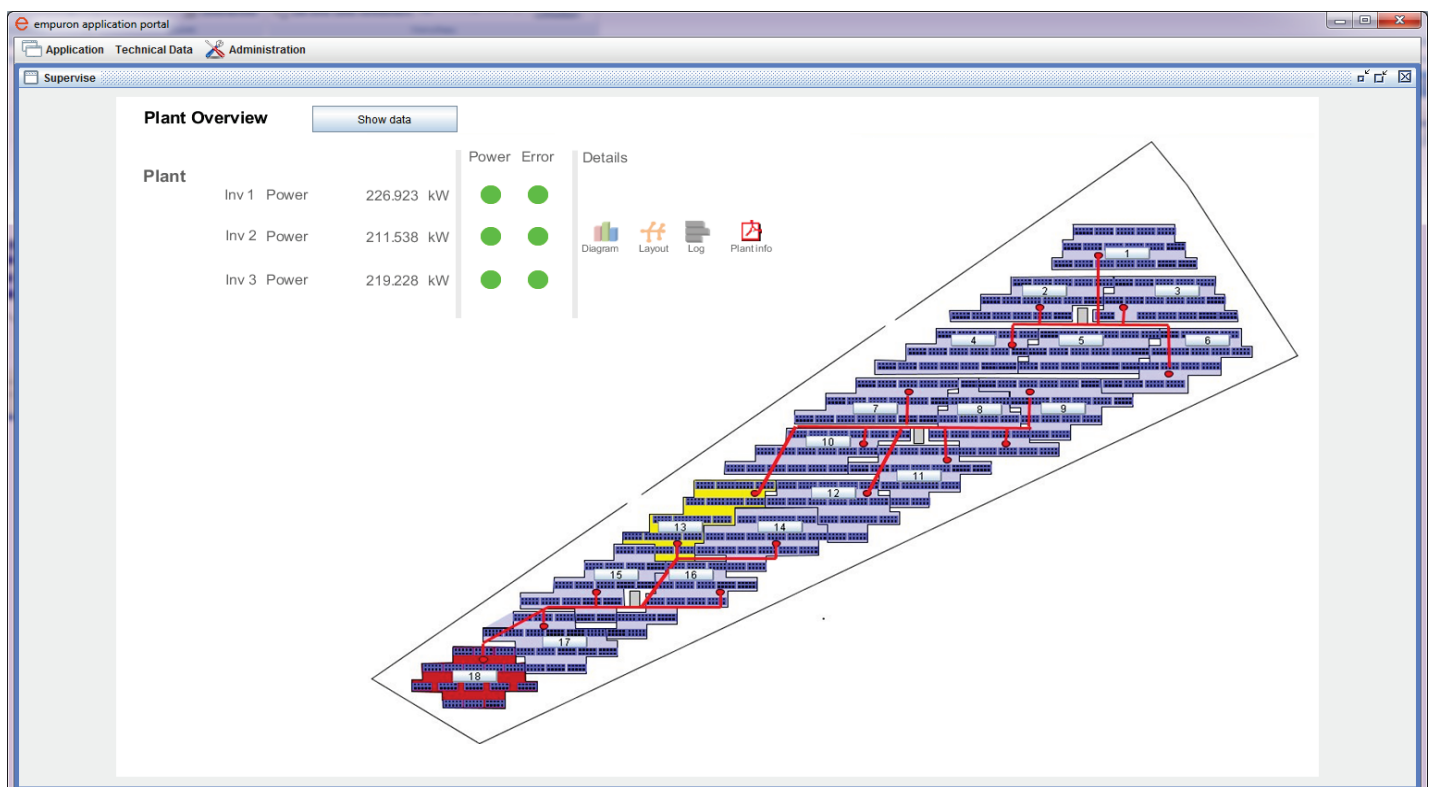 empuron application portal
Application Technical Data Administration
Supervise
Plant Overview Show data
Power Error Details
Plant
Inv 1 Power 226.923 kW
Inv 2 Power 211.538 kW
Diagram Layout Log Plant info
Inv 3 Power 219.228 kW
1
2 3
4 5 6
7 8 9
10
11
12
13 14
15 16
17
18